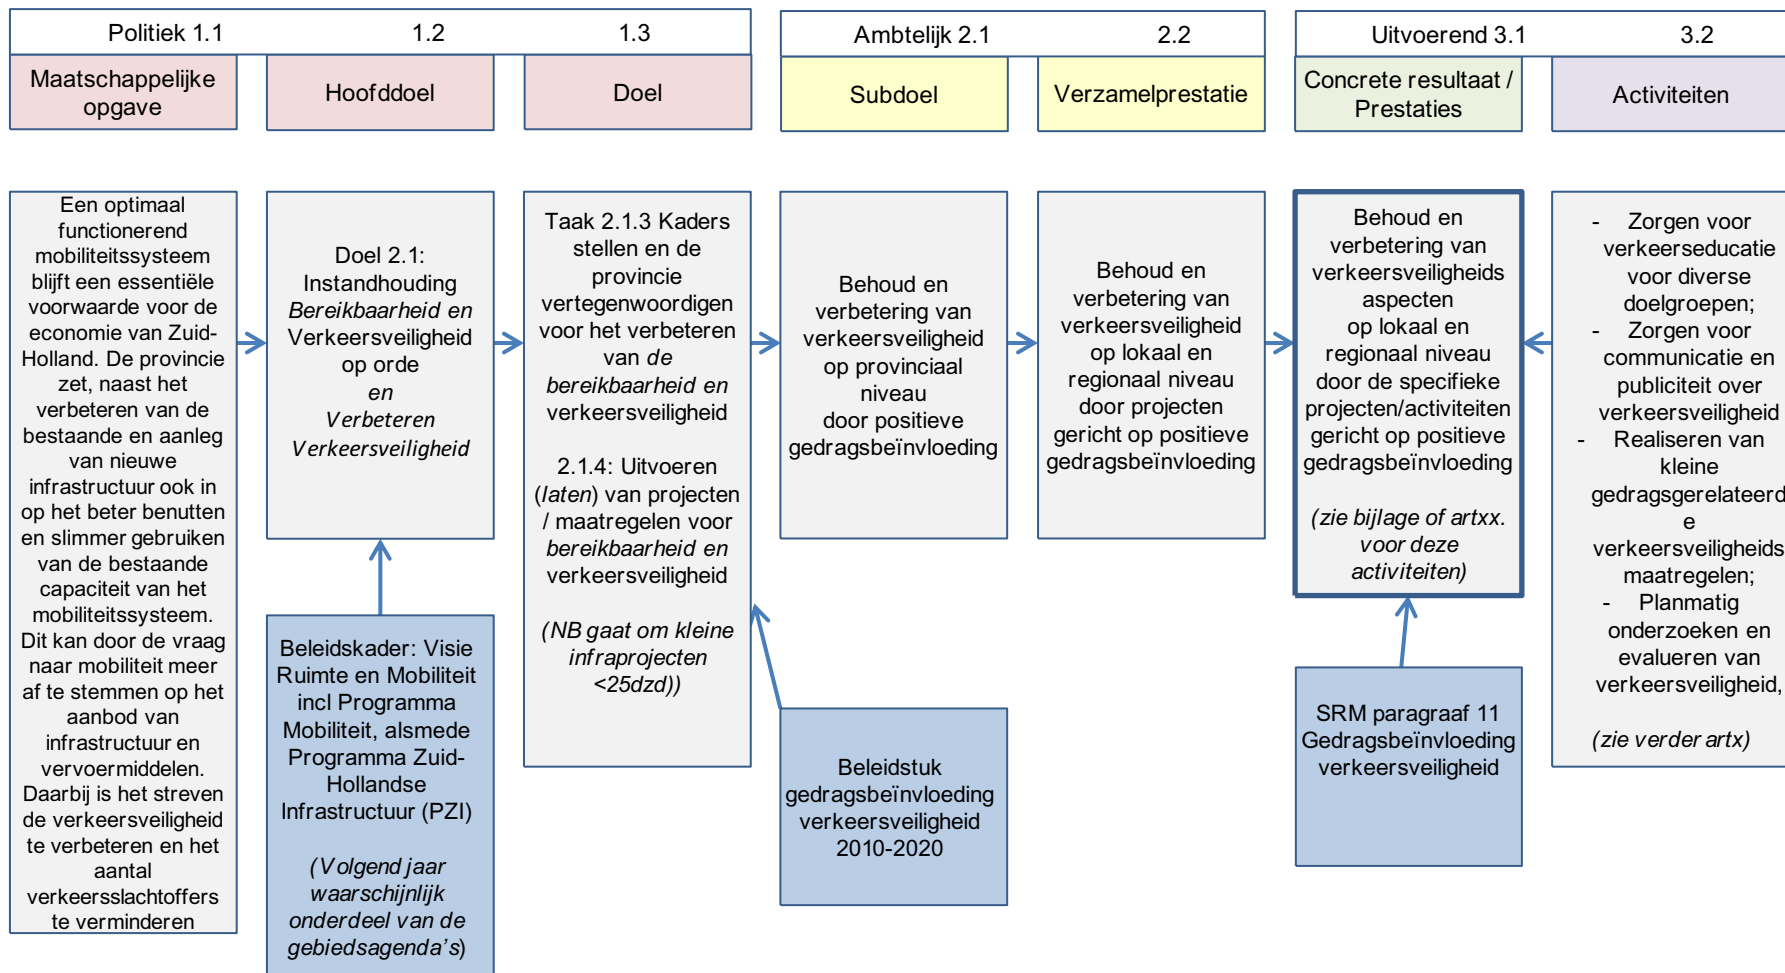 Politiek 1.1 1.2 1.3
Ambtelijk 2.1 2.2
Uitvoerend 3.1 3.2
Maatschappelijke
opgave
Hoofddoel
Doel
Subdoel
Verzamelprestatie
Concrete resultaat /
Prestaties
Activiteiten
Een optimaal
functionerend
mobiliteitssysteem
blijft een essentiële
voorwaarde voor de
economie van Zuid-
Holland. De provincie
zet, naast het
verbeteren van de
bestaande en aanleg
van nieuwe
infrastructuur ook in
op het beter benutten
en slimmer gebruiken
van de bestaande
capaciteit van het
mobiliteitssysteem.
Dit kan door de vraag
naar mobiliteit meer
af te stemmen op het
aanbod van
infrastructuur en
vervoermiddelen.
Daarbij is het streven
de verkeersveiligheid
te verbeteren en het
aantal
verkeersslachtoffers
te verminderen
Doel 2.1:
Instandhouding
Bereikbaarheid en
Verkeersveiligheid
op orde
en
Verbeteren
Verkeersveiligheid
Beleidskader: Visie
Ruimte en Mobiliteit
incl Programma
Mobiliteit, alsmede
Programma Zuid-
Hollandse
Infrastructuur (PZI)
(Volgend jaar
waarschijnlijk
onderdeel van de
gebiedsagenda's)
Taak 2.1.3 Kaders
stellen en de
provincie
vertegenwoordigen
voor het verbeteren
van de
bereikbaarheid en
verkeersveiligheid
2.1.4: Uitvoeren
(laten) van projecten
/ maatregelen voor
bereikbaarheid en
verkeersveiligheid
(NB gaat om kleine
infraprojecten
<25dzd))
Behoud en
verbetering van
verkeersveiligheid
op provinciaal
niveau
door positieve
gedragsbeïnvloeding
Beleidstuk
gedragsbeïnvloeding
verkeersveiligheid
2010-2020
Behoud en
verbetering van
verkeersveiligheid
op lokaal en
regionaal niveau
door projecten
gericht op positieve
gedragsbeïnvloeding
Behoud en
verbetering van
verkeersveiligheids
aspecten
op lokaal en
regionaal niveau
door de specifieke
projecten/activiteiten
gericht op positieve
gedragsbeïnvloeding
(zie bijlage of artxx.
voor deze
activiteiten)
SRM paragraaf 11
Gedragsbeïnvloeding
verkeersveiligheid
- Zorgen voor
verkeerseducatie
voor diverse
doelgroepen;
- Zorgen voor
communicatie en
publiciteit over
verkeersveiligheid
- Realiseren van
kleine
gedragsgerelateerd
e
verkeersveiligheids
maatregelen;
- Planmatig
onderzoeken en
evalueren van
verkeersveiligheid,
(zie verder artx)